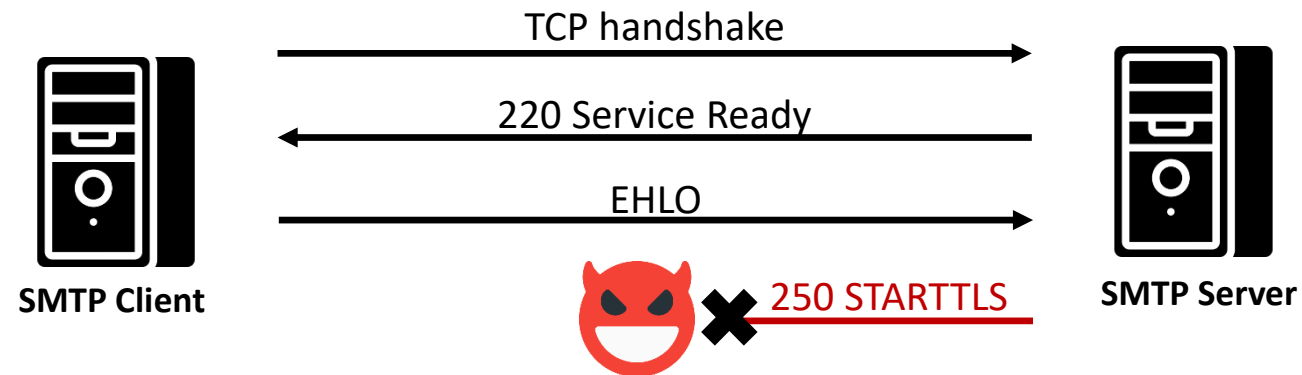 TCP handshake
220 Service Ready
EHLO
250 STARTTLS
SMTP Client
SMTP Server